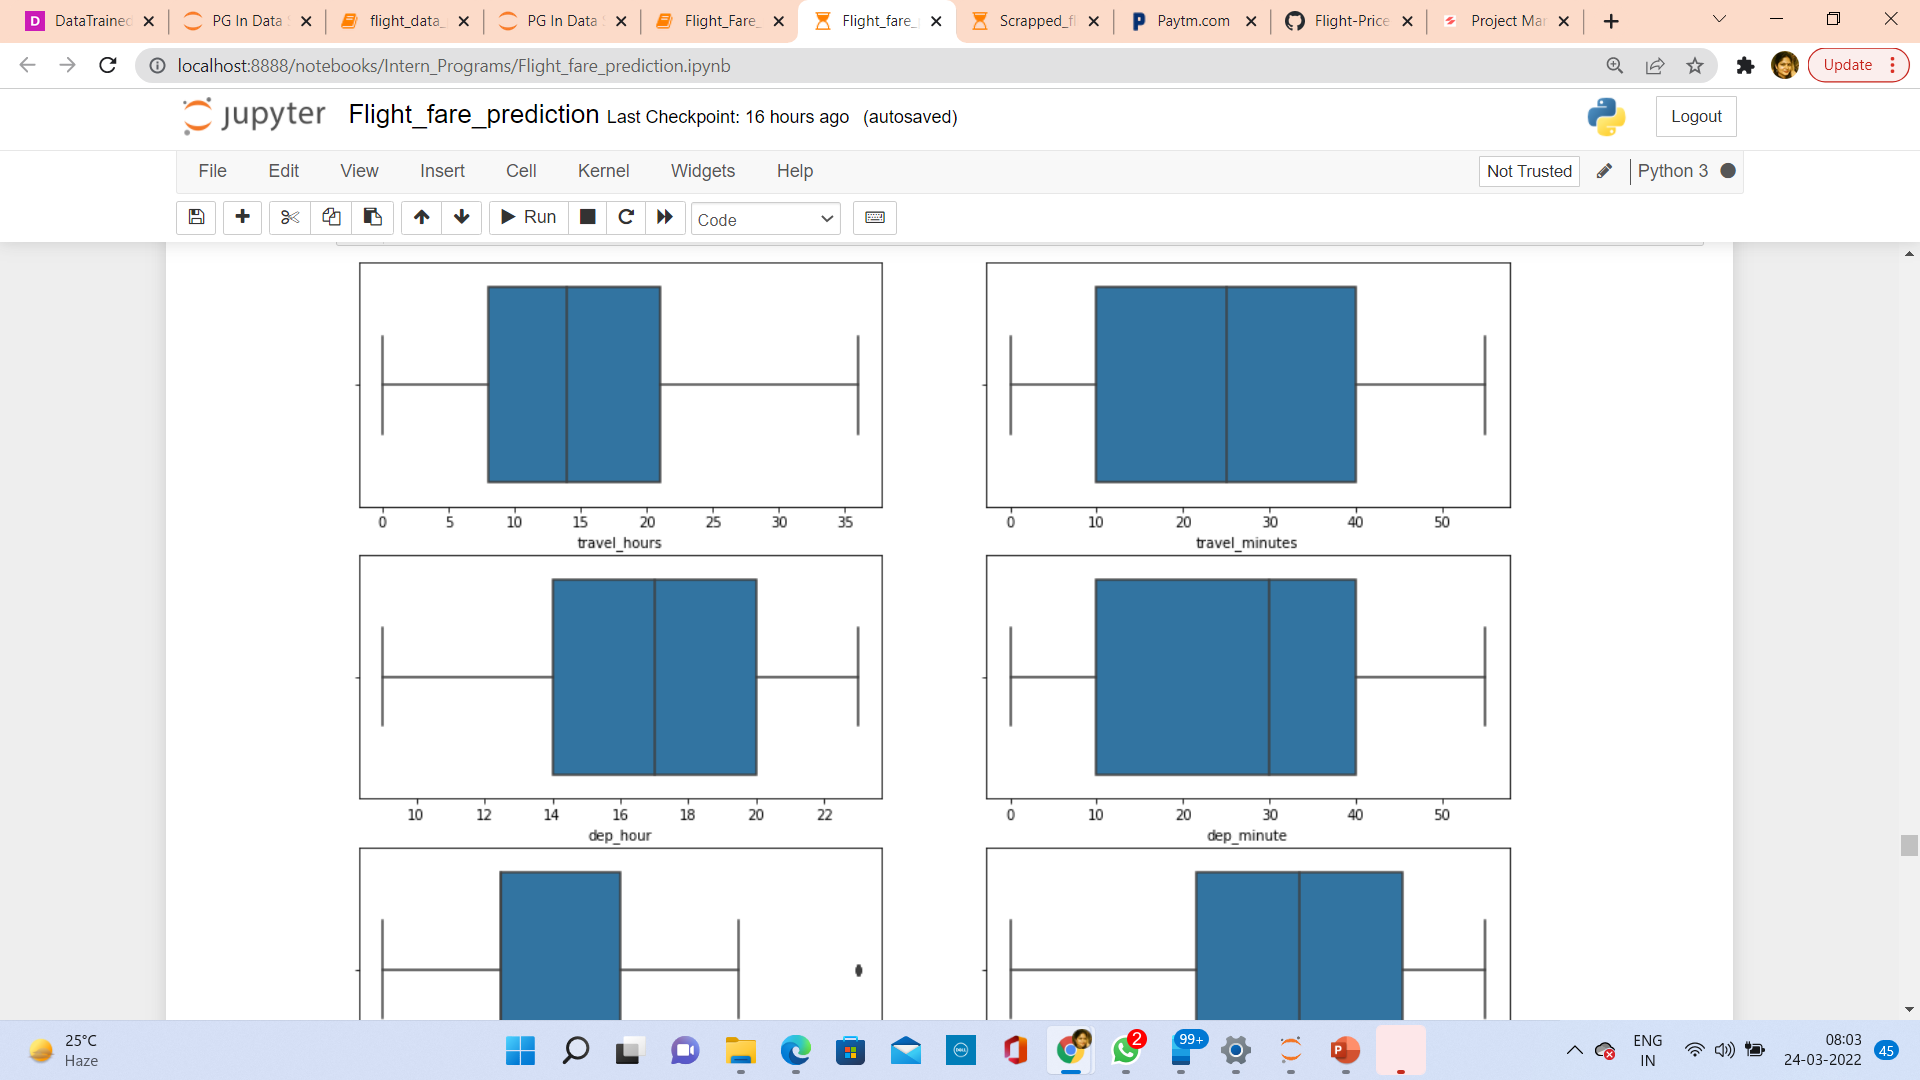 DataTrained PG In Data flight_data_ PG In Data Flight_Fare_ Flight_fare_ Scrapped_fl Paytm.com Flight-Price Project Mar
localhost:8888/notebooks/Intern_Programs/Flight_fare_prediction.ipynb Update
jupyter Flight_fare_prediction Last Checkpoint: 16 hours ago (autosaved) Logout
File Edit View Insert Cell Kernel Widgets Help Not Trusted Python 3
Run Code
0 5 10 15 20 25 30 35
travel_hours
0 10 20 30 40 50
travel_minutes
10 12 14 16 18 20 22
dep_hour
0 10 20 30 40 50
dep_minute
25°C
Haze
2
99+
ENG
IN
08:03
24-03-2022
45